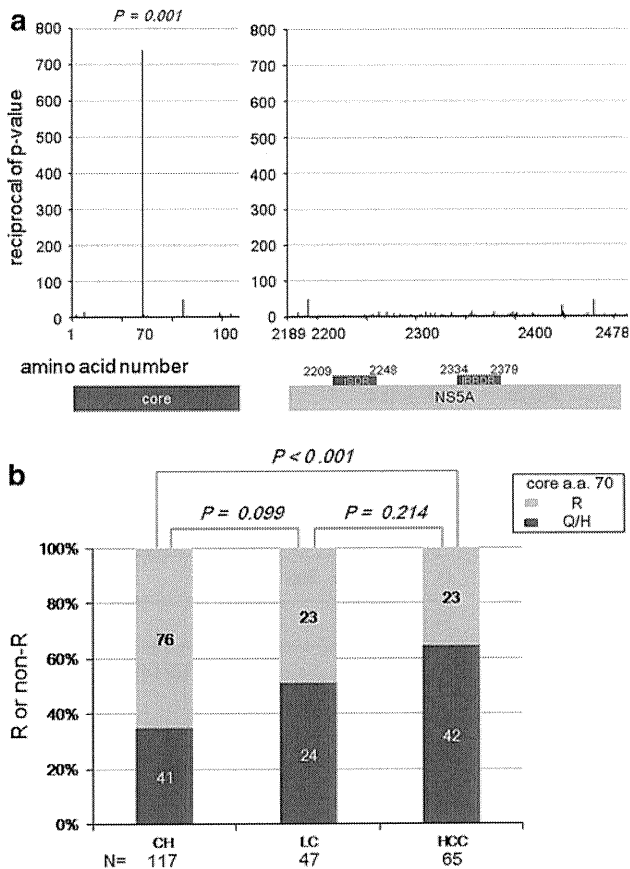 a
P = 0.001
800 800
700 700
600 600
500 500
400 400
300 300
200 200
100 100
0 0
reciprocal of p-value
1 70 100 2189 2200 2300 2400 2478
amino acid number
2209 ISDR 2248 2334 IRRDR 2379
core NS5A
b
P < 0.001
P = 0.099 P = 0.214
core a.a. 70
R
Q/H
R or non-R
100%
80%
60%
40%
20%
0%
76 23 23
41 24 42
CH LC HCC
N= 117 47 65